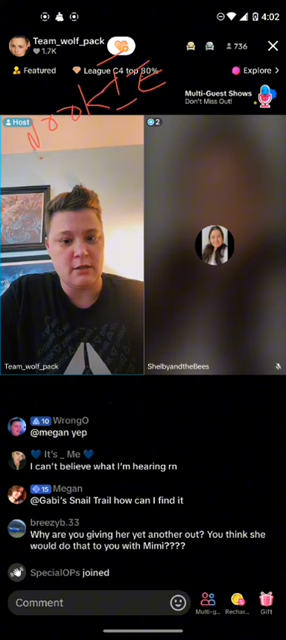 4:02
Team_wolf_pack
1.7K
736
Featured
League C4 top 80%
Explore >
NooKIE
Multi-Guest Shows
Don't Miss Out!
Host
2
Team_wolf_pack
ShelbyandtheBees
10 WrongO
@megan yep
It's _ Me
I can't believe what I'm hearing rn
15 Megan
@Gabi's Snail Trail how can I find it
breezyb.33
Why are you giving her yet another out? You think she
would do that to you with Mimi????
SpecialOPs joined
Comment
Multi-g...
Rechar...
Gift